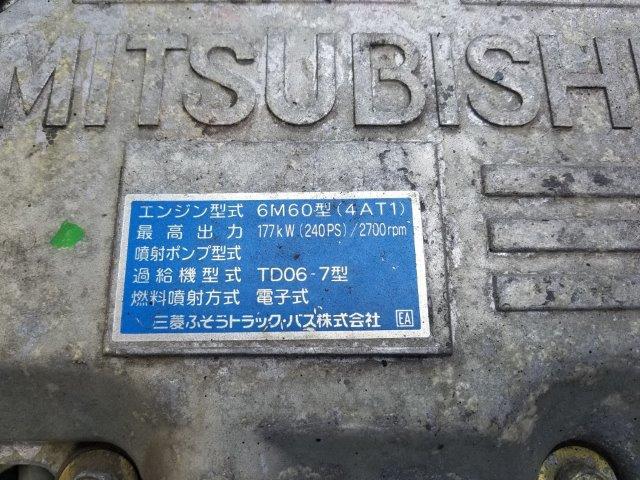 MITSUBISHI
エンジン型式 6M60型(4AT1)
最高出力 177kW(240PS)/2700rpm
噴射ポンプ型式
過給機型式 TD06-7型
燃料噴射方式 電子式
三菱ふそうトラック・バス株式会社 EA